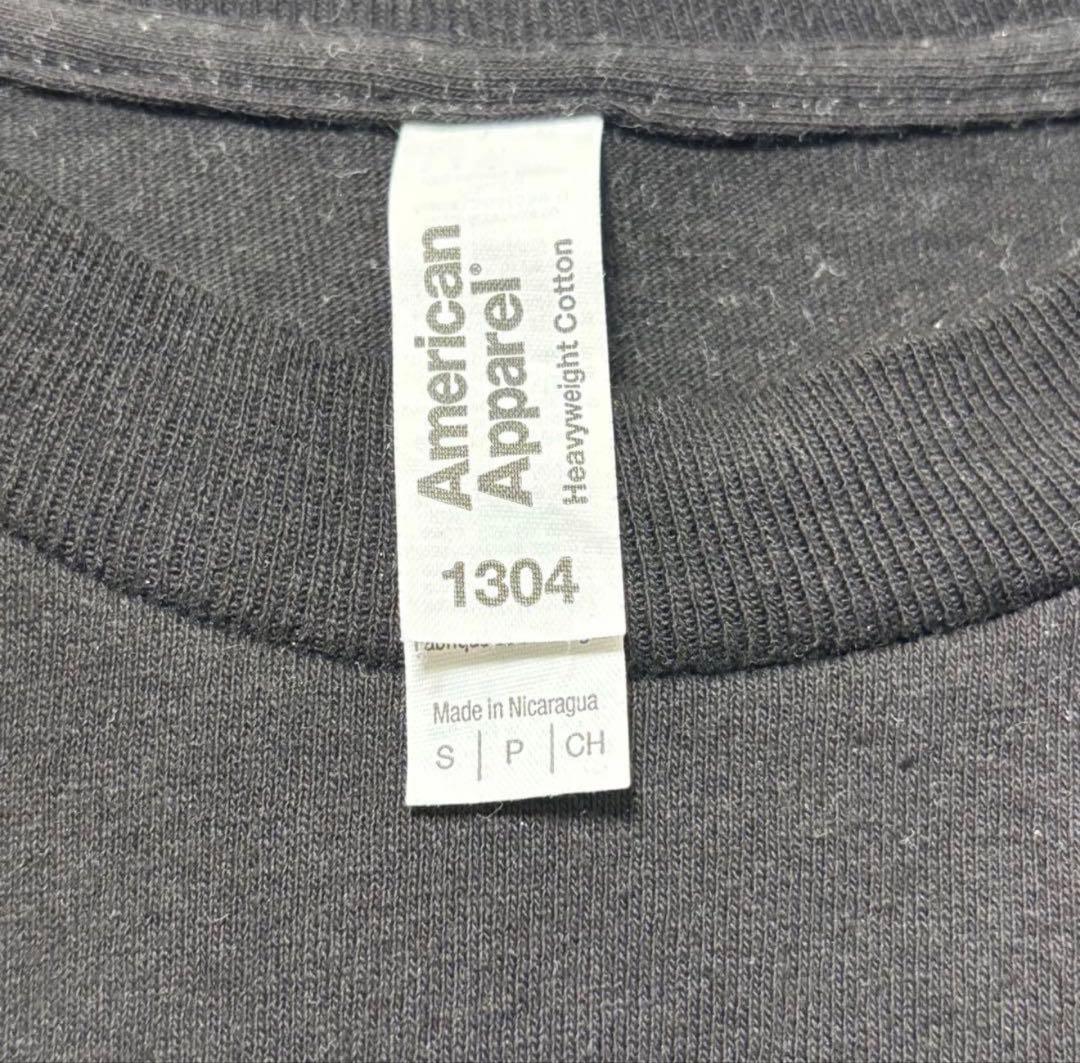 American
Apparel®
Heavyweight Cotton
1304
Made in Nicaragua
S | P | CH